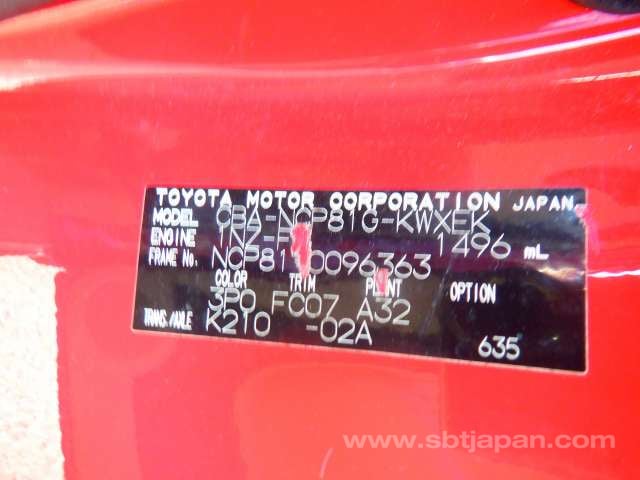 TOYOTA MOTOR CORPORATION JAPAN.
MODEL CBA-NCP81G-KWXEK
ENGINE 1NZ-F 1496 mL
FRAME No. NCP81 0096363
COLOR TRIM PLANT OPTION
3P0 FC07 A32
TRANS./AXLE K210 -02A
635
www.sbtjapan.com